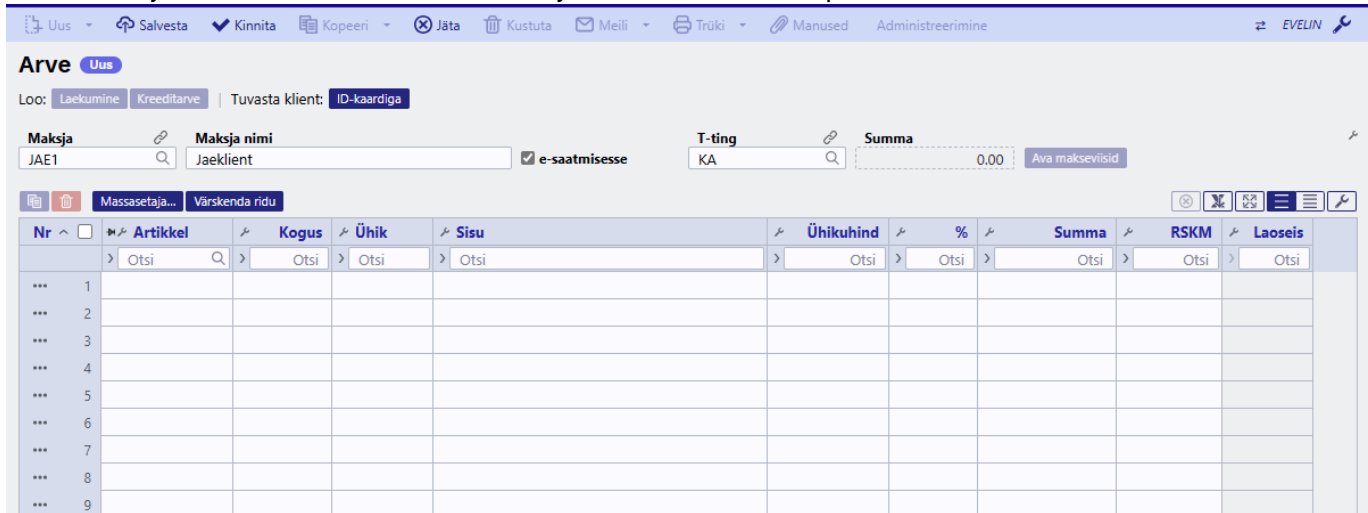 Uus Salvesta Kinnita Kopeeri Jäta Kustuta Meili Trüki Manused Administreerimine EVELIN
Arve Uus
Loo: Laekumine Kreeditarve | Tuvasta klient: ID-kaardiga
Maksja Maksja nimi T-ting Summa
JAE1 Jaeklient e-saatmisesse KA 0.00 Ava makseviisid
Massasetaja... Värskenda ridu
Nr Artikkel Kogus Ühik Sisu Ühikuhind % Summa RSKM Laoseis
Otsi Otsi Otsi Otsi Otsi Otsi Otsi Otsi Otsi
1
2
3
4
5
6
7
8
9